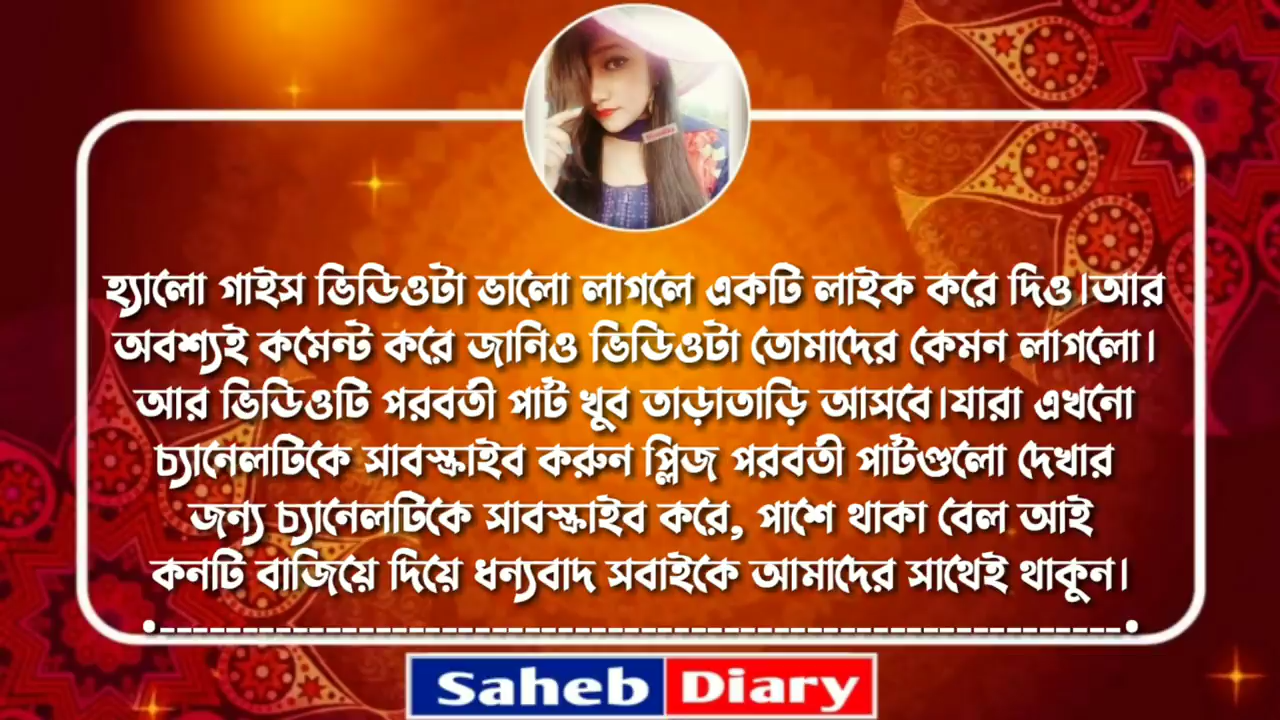 হ্যালো গাইস ভিডিওটা ভালো লাগলে একটি লাইক করে দিও।আর
অবশ্যই কমেন্ট করে জানিও ভিডিওটা তোমাদের কেমন লাগলো।
আর ভিডিওটি পরবর্তী পার্ট খুব তাড়াতাড়ি আসবে।যারা এখনো
চ্যানেলটিকে সাবস্ক্রাইব করুন প্লিজ পরবর্তী পার্টগুলো দেখার
জন্য চ্যানেলটিকে সাবস্ক্রাইব করে, পাশে থাকা বেল আই
কনটি বাজিয়ে দিয়ে ধন্যবাদ সবাইকে আমাদের সাথেই থাকুন।
Saheb Diary